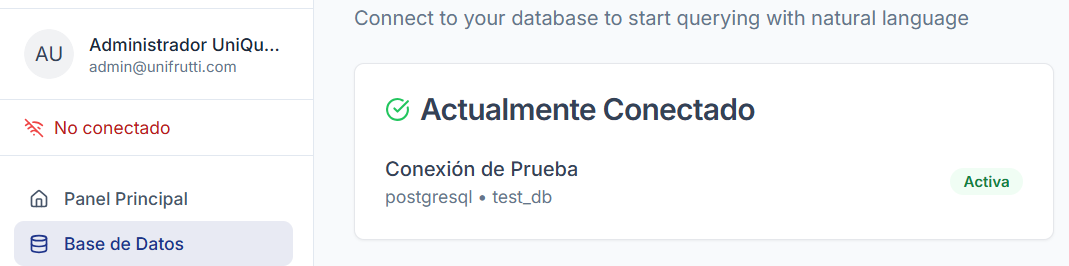 AU
Administrador UniQu...
admin@unifrutti.com
No conectado
Panel Principal
Base de Datos
Connect to your database to start querying with natural language
Actualmente Conectado
Conexión de Prueba
postgresql • test_db
Activa